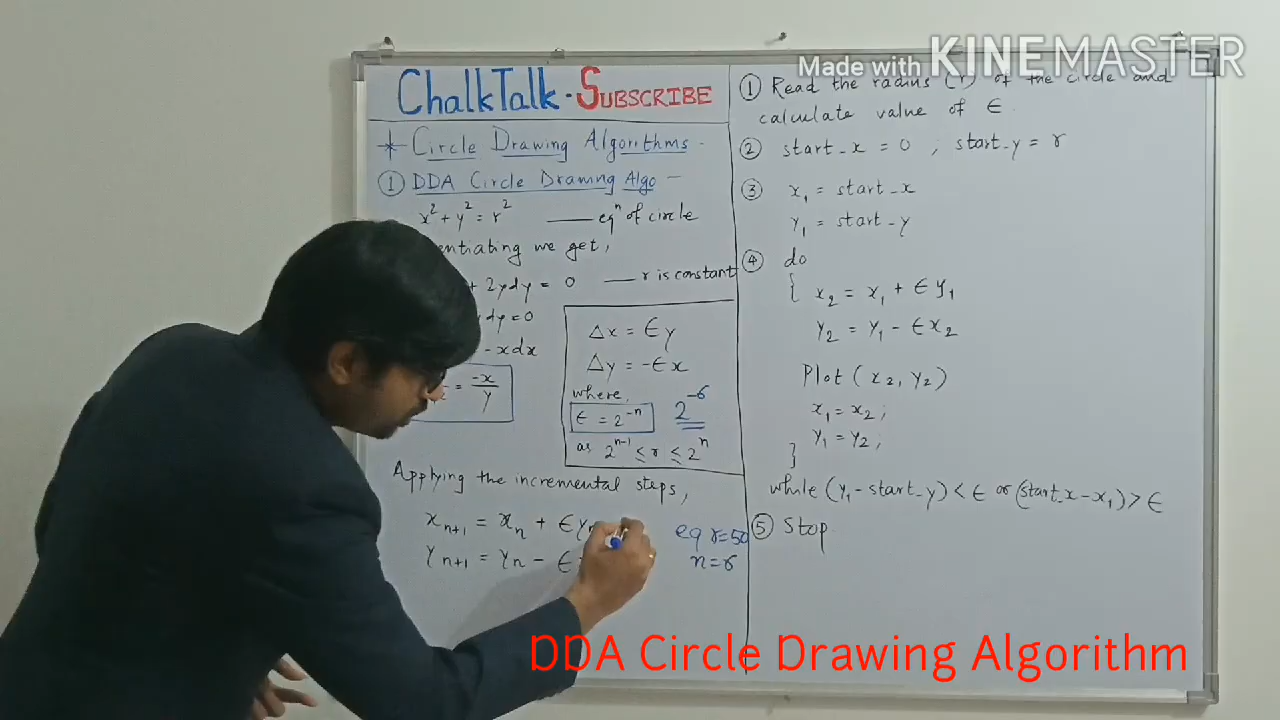 Made with KINEMASTER
ChalkTalk - SUBSCRIBE
* Circle Drawing Algorithms -
① DDA Circle Drawing Algo -
x² + y² = r² —— eqⁿ of circle
entiating we get,
+ 2ydy = 0 —— r is constant
dy = 0
- xdx
= -x/y
Δx = Ey
Δy = -Ex
where,
E = 2⁻ⁿ 2⁻⁶
as 2ⁿ⁻¹ ≤ r ≤ 2ⁿ
Applying the incremental steps,
xₙ₊₁ = xₙ + Eyₙ
yₙ₊₁ = yₙ - E
eg r=50
n=6
① Read the radius (r) of the circle and
calculate value of E
② start_x = 0 , start_y = r
③ x₁ = start_x
y₁ = start_y
④ do
{ x₂ = x₁ + Ey₁
y₂ = y₁ - Ex₂
Plot (x₂, y₂)
x₁ = x₂ ;
y₁ = y₂ ;
}
while (y₁ - start_y) < E or (start_x - x₁) > E
⑤ Stop
DDA Circle Drawing Algorithm